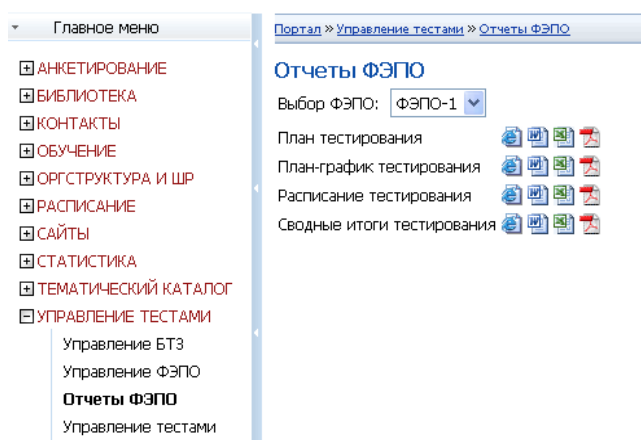 Главное меню
АНКЕТИРОВАНИЕ
БИБЛИОТЕКА
КОНТАКТЫ
ОБУЧЕНИЕ
ОРГСТРУКТУРА И ШР
РАСПИСАНИЕ
САЙТЫ
СТАТИСТИКА
ТЕМАТИЧЕСКИЙ КАТАЛОГ
УПРАВЛЕНИЕ ТЕСТАМИ
Управление БТЗ
Управление ФЭПО
Отчеты ФЭПО
Управление тестами
Портал » Управление тестами » Отчеты ФЭПО
Отчеты ФЭПО
Выбор ФЭПО: ФЭПО-1
План тестирования
План-график тестирования
Расписание тестирования
Сводные итоги тестирования